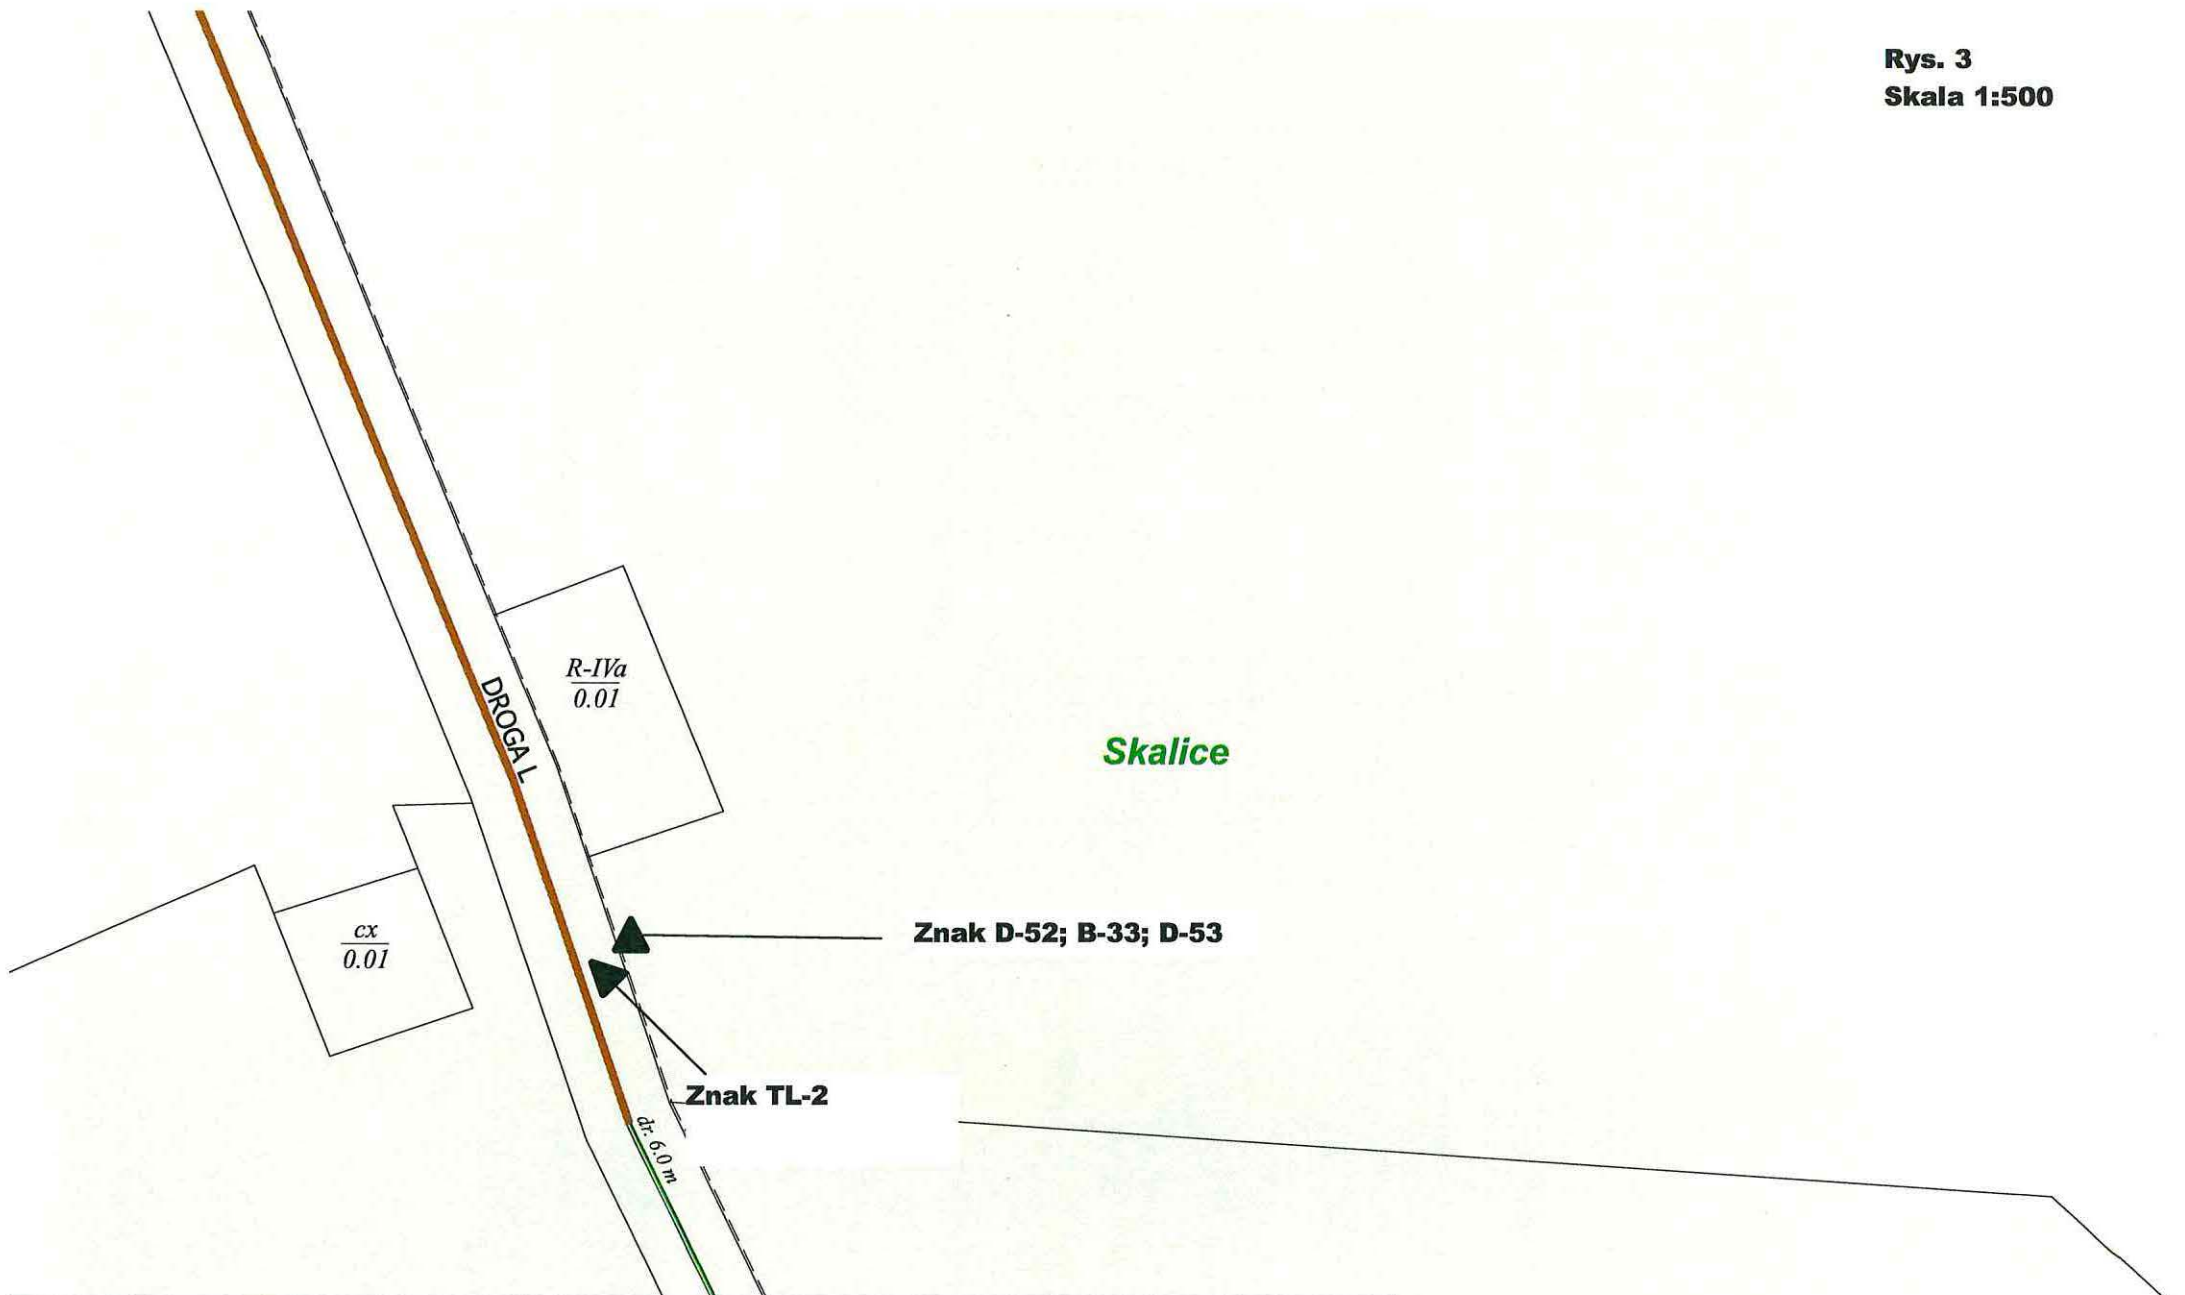 Rys. 3
Skala 1:500
R-IVa
0.01
DROGA L
Skalice
cx
0.01
Znak D-52; B-33; D-53
Znak TL-2
dr. 6.0 m